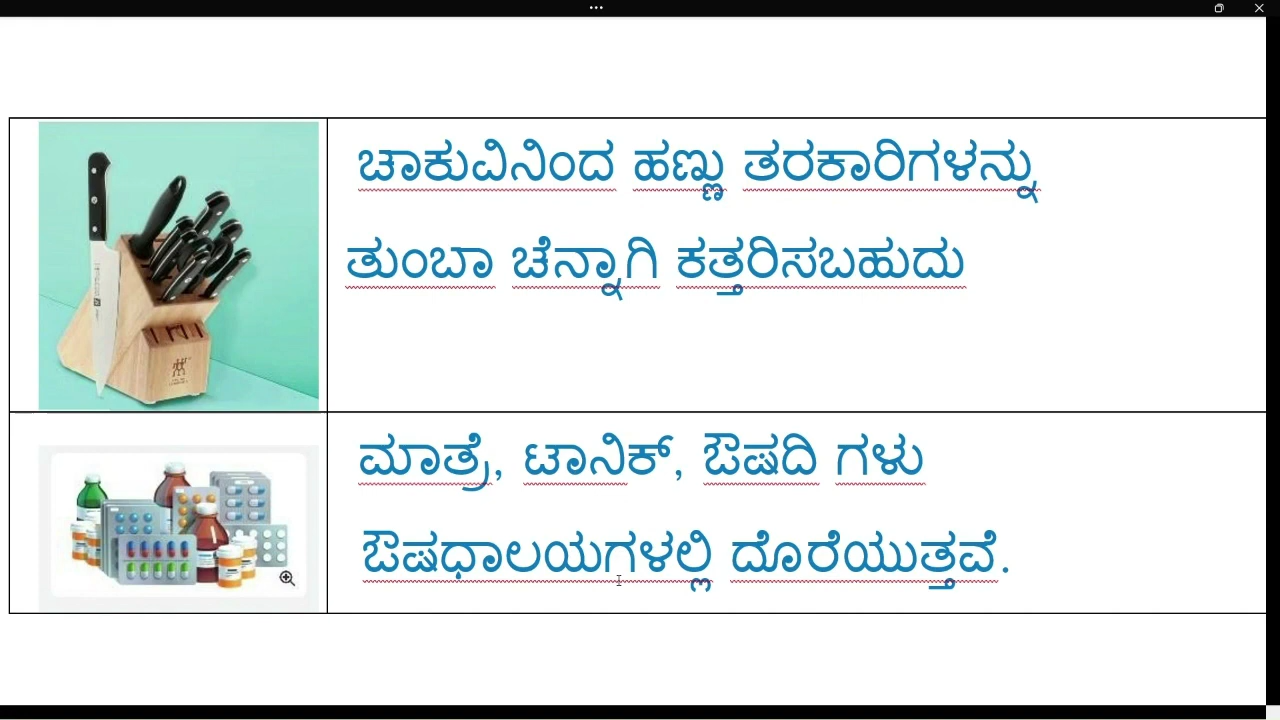 ಚಾಕುವಿನಿಂದ ಹಣ್ಣು ತರಕಾರಿಗಳನ್ನು
ತುಂಬಾ ಚೆನ್ನಾಗಿ ಕತ್ತರಿಸಬಹುದು
ಮಾತ್ರೆ, ಟಾನಿಕ್, ಔಷದಿ ಗಳು
ಔಷಧಾಲಯಗಳಲ್ಲಿ ದೊರೆಯುತ್ತವೆ.